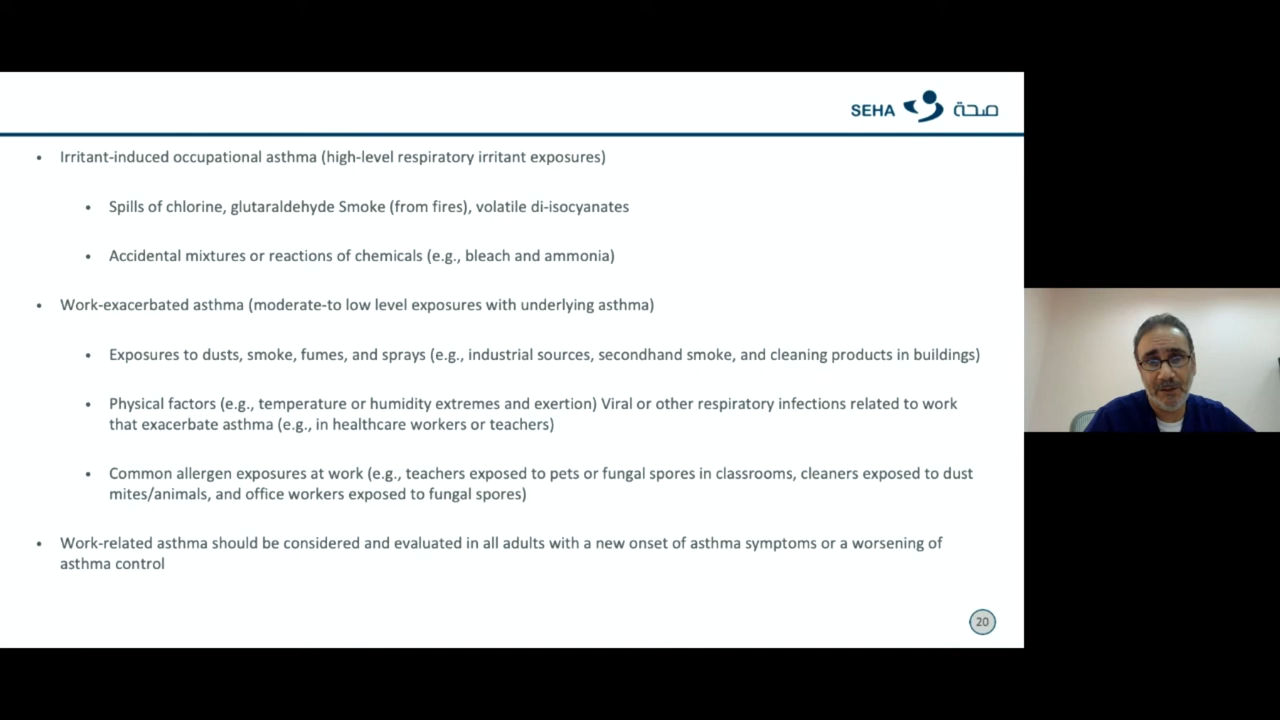 SEHA صحة
• Irritant-induced occupational asthma (high-level respiratory irritant exposures)
• Spills of chlorine, glutaraldehyde Smoke (from fires), volatile di-isocyanates
• Accidental mixtures or reactions of chemicals (e.g., bleach and ammonia)
• Work-exacerbated asthma (moderate-to low level exposures with underlying asthma)
• Exposures to dusts, smoke, fumes, and sprays (e.g., industrial sources, secondhand smoke, and cleaning products in buildings)
• Physical factors (e.g., temperature or humidity extremes and exertion) Viral or other respiratory infections related to work
that exacerbate asthma (e.g., in healthcare workers or teachers)
• Common allergen exposures at work (e.g., teachers exposed to pets or fungal spores in classrooms, cleaners exposed to dust
mites/animals, and office workers exposed to fungal spores)
• Work-related asthma should be considered and evaluated in all adults with a new onset of asthma symptoms or a worsening of
asthma control
20